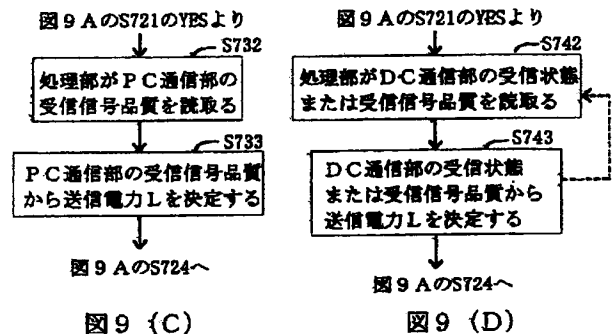 図9AのS721のYESより
S732
処理部がPC通信部の
受信信号品質を読取る
S733
PC通信部の受信信号品質
から送信電力Lを決定する
図9AのS724へ
図9(C)
図9AのS721のYESより
S742
処理部がDC通信部の受信状態
または受信信号品質を読取る
S743
DC通信部の受信状態
または受信信号品質から
送信電力Lを決定する
図9AのS724へ
図9(D)